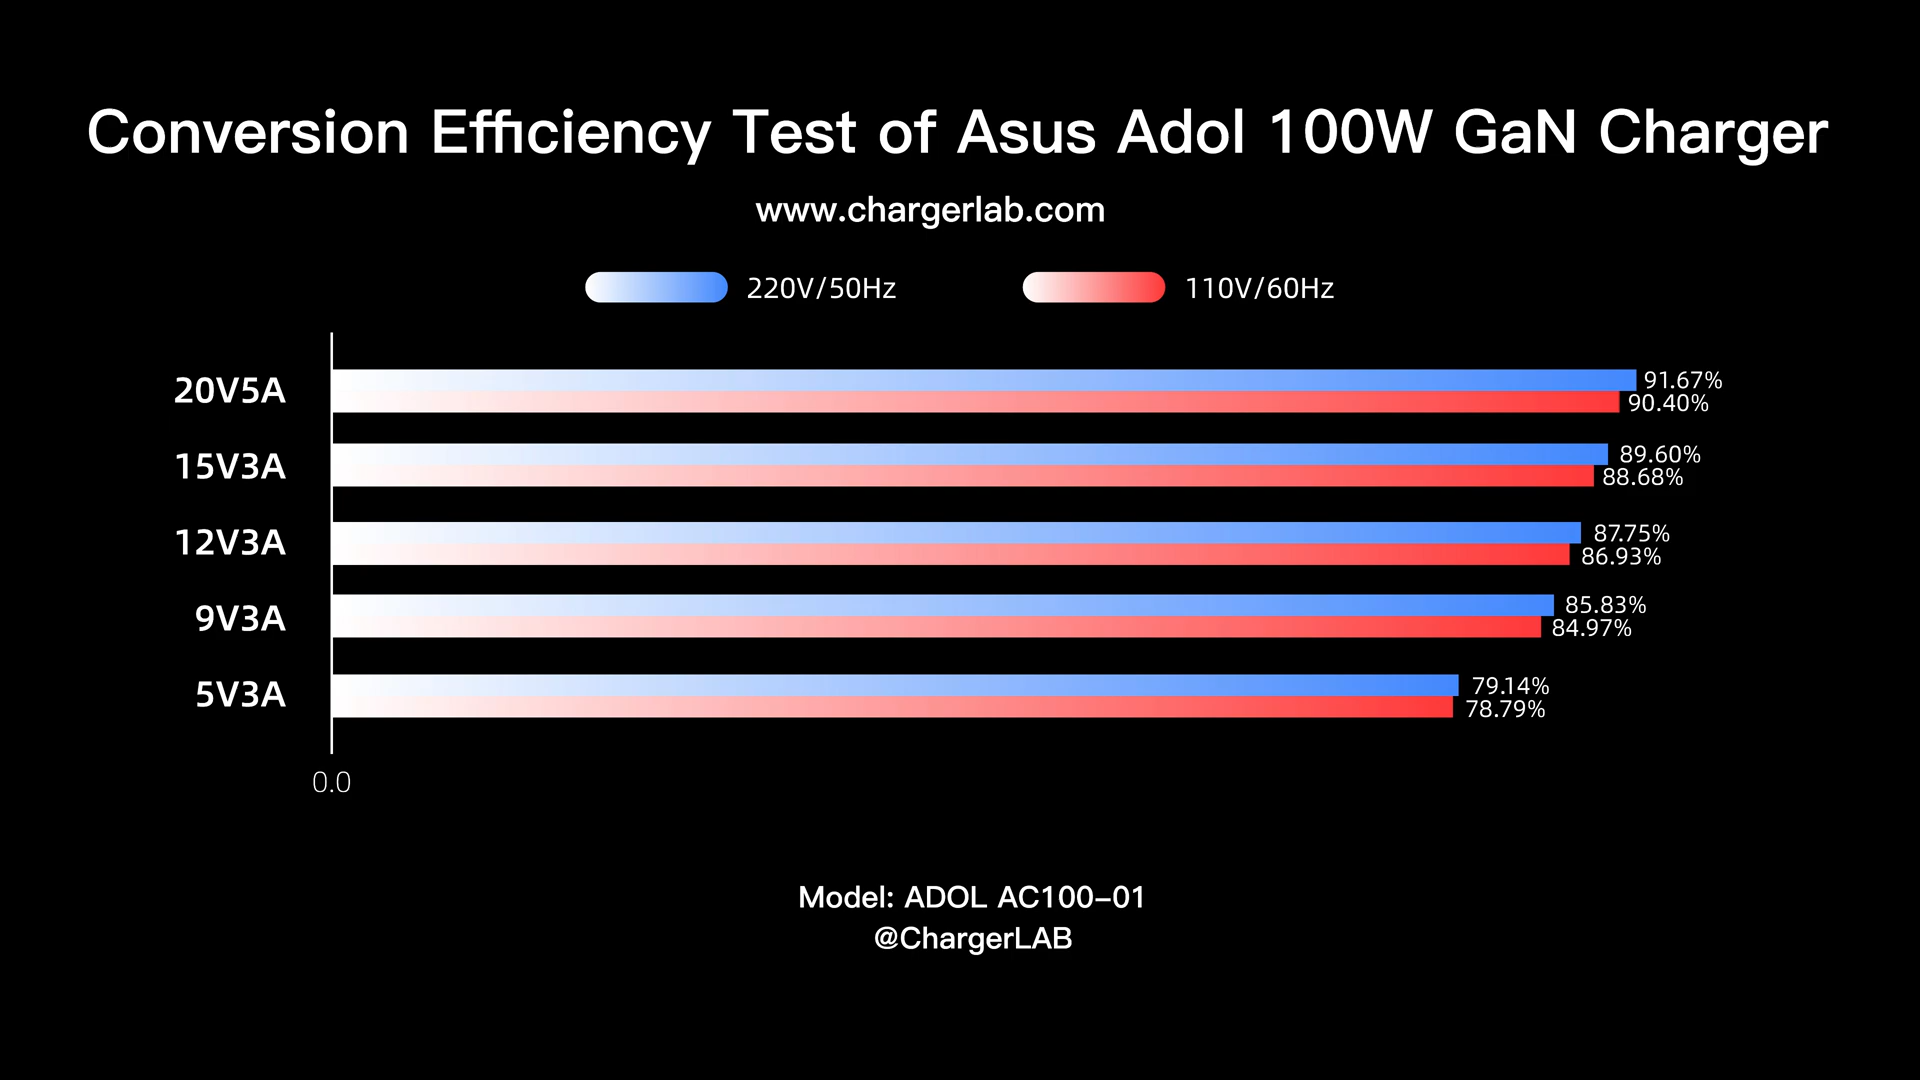 Conversion Efficiency Test of Asus Adol 100W GaN Charger
www.chargerlab.com
220V/50Hz 110V/60Hz
20V5A 91.67%
90.40%
15V3A 89.60%
88.68%
12V3A 87.75%
86.93%
9V3A 85.83%
84.97%
5V3A 79.14%
78.79%
0.0
Model: ADOL AC100-01
@ChargerLAB